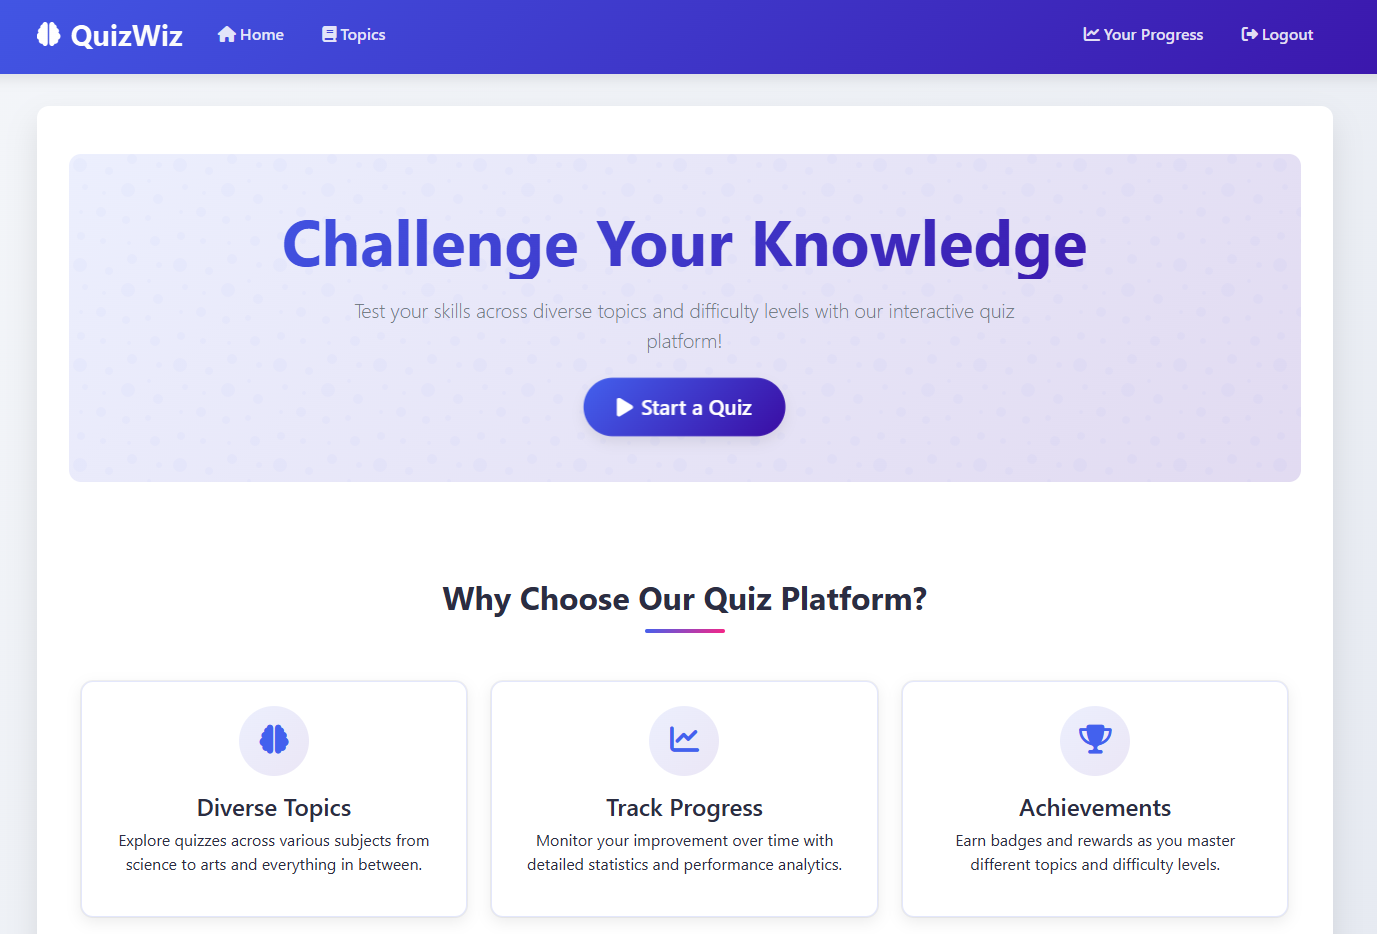 QuizWiz Home Topics Your Progress Logout
Challenge Your Knowledge
Test your skills across diverse topics and difficulty levels with our interactive quiz
platform!
Start a Quiz
Why Choose Our Quiz Platform?
Diverse Topics
Explore quizzes across various subjects from
science to arts and everything in between.
Track Progress
Monitor your improvement over time with
detailed statistics and performance analytics.
Achievements
Earn badges and rewards as you master
different topics and difficulty levels.